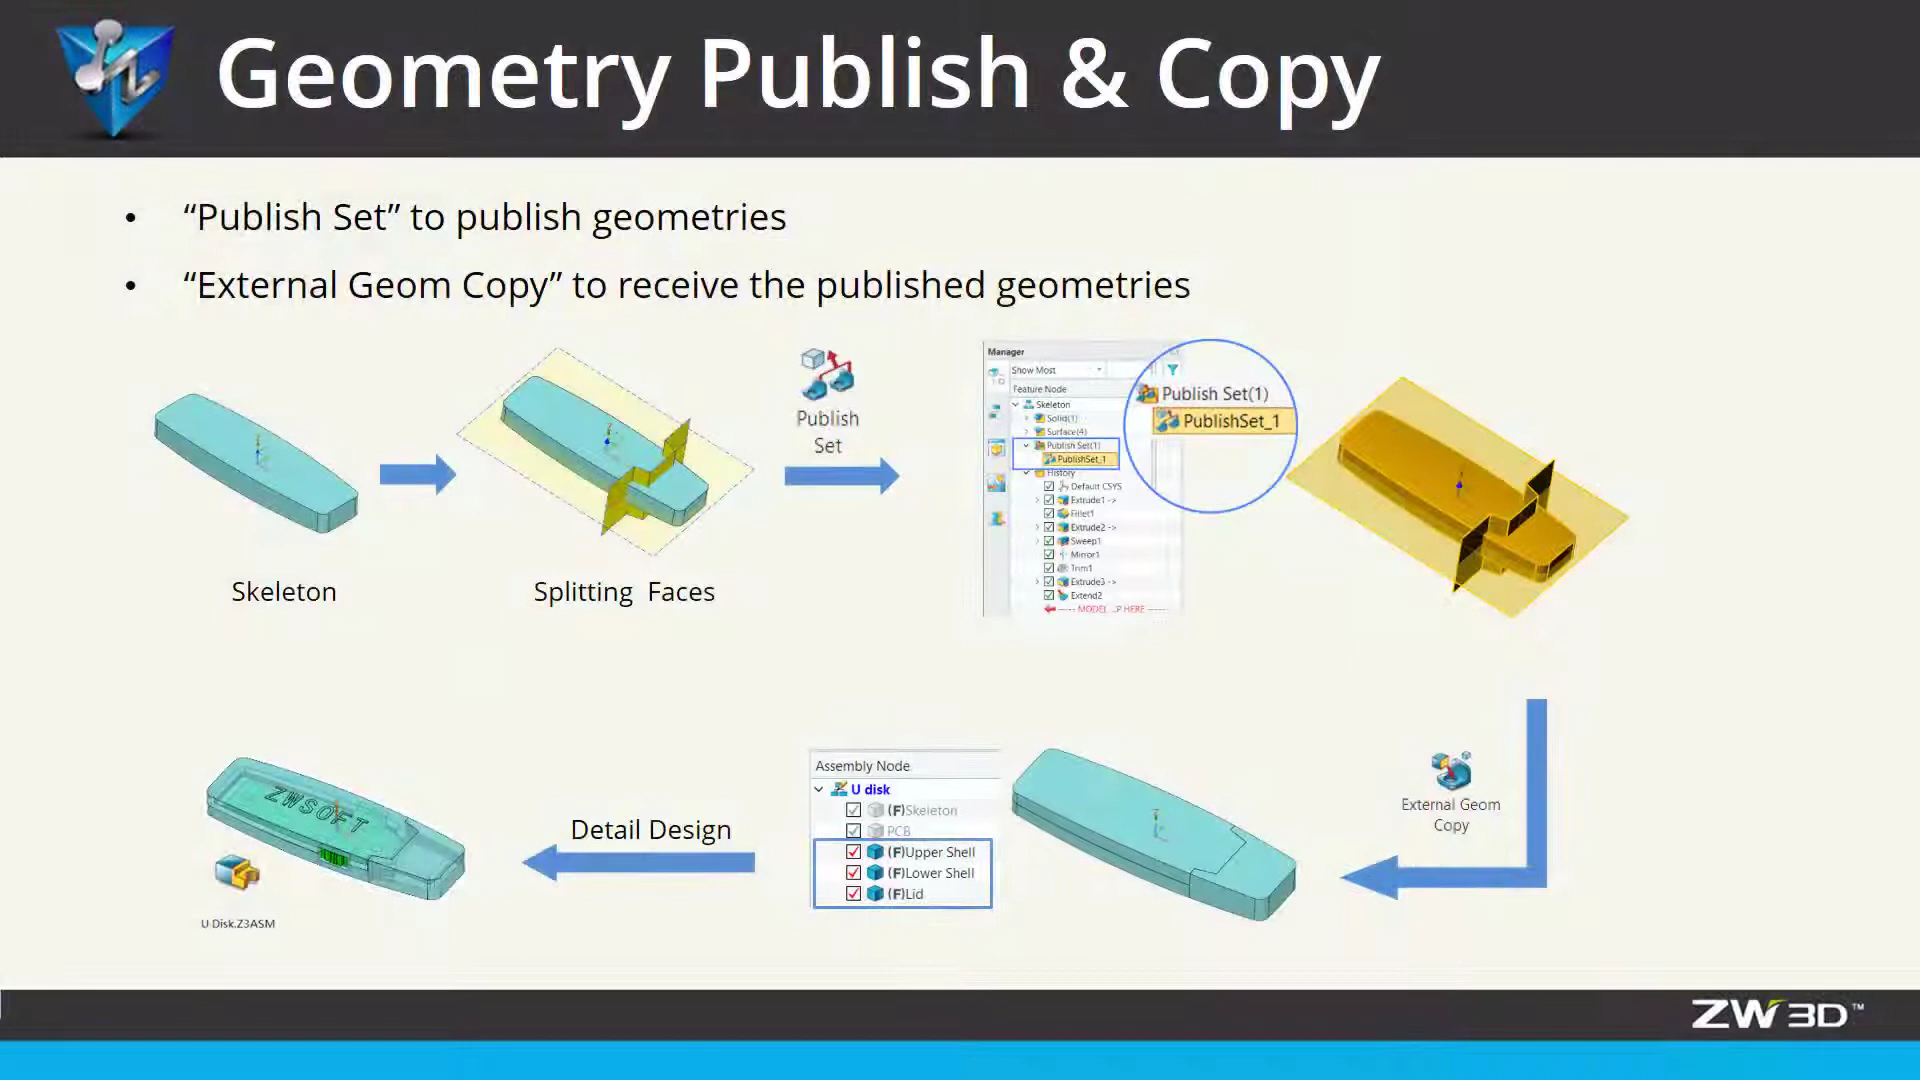 Geometry Publish & Copy
• “Publish Set” to publish geometries
• “External Geom Copy” to receive the published geometries
Skeleton
Splitting Faces
Publish
Set
Manager
Show Most
Feature Node
Skeleton
Solid(1)
Surface(4)
Publish Set(1)
PublishSet_1
History
Default CSYS
Extrude1 ->
Fillet1
Extrude2 ->
Sweep1
Mirror1
Trim1
Extrude3 ->
Extend2
Publish Set(1)
PublishSet_1
External Geom
Copy
Assembly Node
U disk
(F)Skeleton
PCB
(F)Upper Shell
(F)Lower Shell
(F)Lid
Detail Design
ZWSOFT
U Disk.Z3ASM
ZW3D™